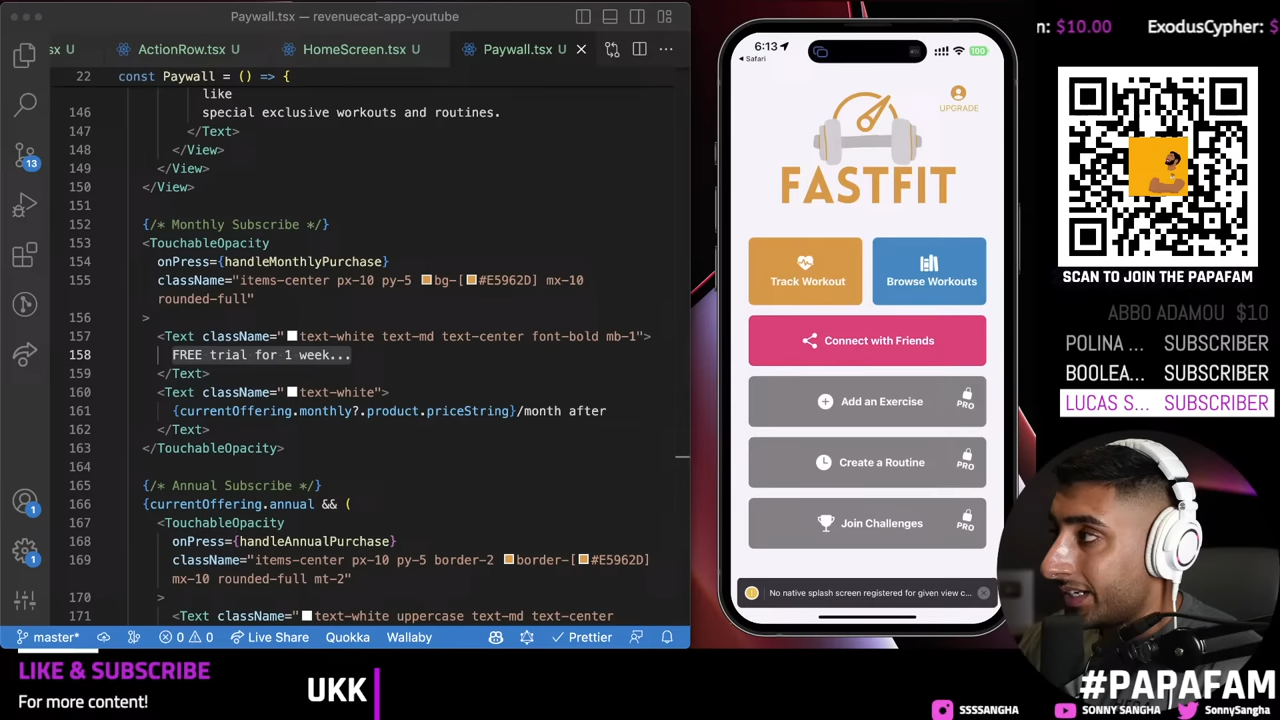 Paywall.tsx — revenuecat-app-youtube
sx U
ActionRow.tsx U
HomeScreen.tsx U
Paywall.tsx U
22 const Paywall = () => {
like
146 special exclusive workouts and routines.
147 </Text>
148 </View>
149 </View>
150 </View>
151
152 {/* Monthly Subscribe */}
153 <TouchableOpacity
154 onPress={handleMonthlyPurchase}
155 className="items-center px-10 py-5 bg-[#E5962D] mx-10
rounded-full"
156 >
157 <Text className="text-white text-md text-center font-bold mb-1">
158 FREE trial for 1 week...
159 </Text>
160 <Text className="text-white">
161 {currentOffering.monthly?.product.priceString}/month after
162 </Text>
163 </TouchableOpacity>
164
165 {/* Annual Subscribe */}
166 {currentOffering.annual && (
167 <TouchableOpacity
168 onPress={handleAnnualPurchase}
169 className="items-center px-10 py-5 border-2 border-[#E5962D]
mx-10 rounded-full mt-2"
170 >
171 <Text className="text-white uppercase text-md text-center
13
1
1
master*
0 0
Live Share
Quokka
Wallaby
Prettier
6:13
Safari
100
UPGRADE
FASTFIT
Track Workout
Browse Workouts
Connect with Friends
Add an Exercise
PRO
Create a Routine
PRO
Join Challenges
PRO
No native splash screen registered for given view c...
n: $10.00 ExodusCypher: $
SCAN TO JOIN THE PAPAFAM
ABBO ADAMOU $10
POLINA ... SUBSCRIBER
BOOLEA... SUBSCRIBER
LUCAS S... SUBSCRIBER
LIKE & SUBSCRIBE
For more content!
UKK
#PAPAFAM
SSSSANGHA
SONNY SANGHA
SonnySangha